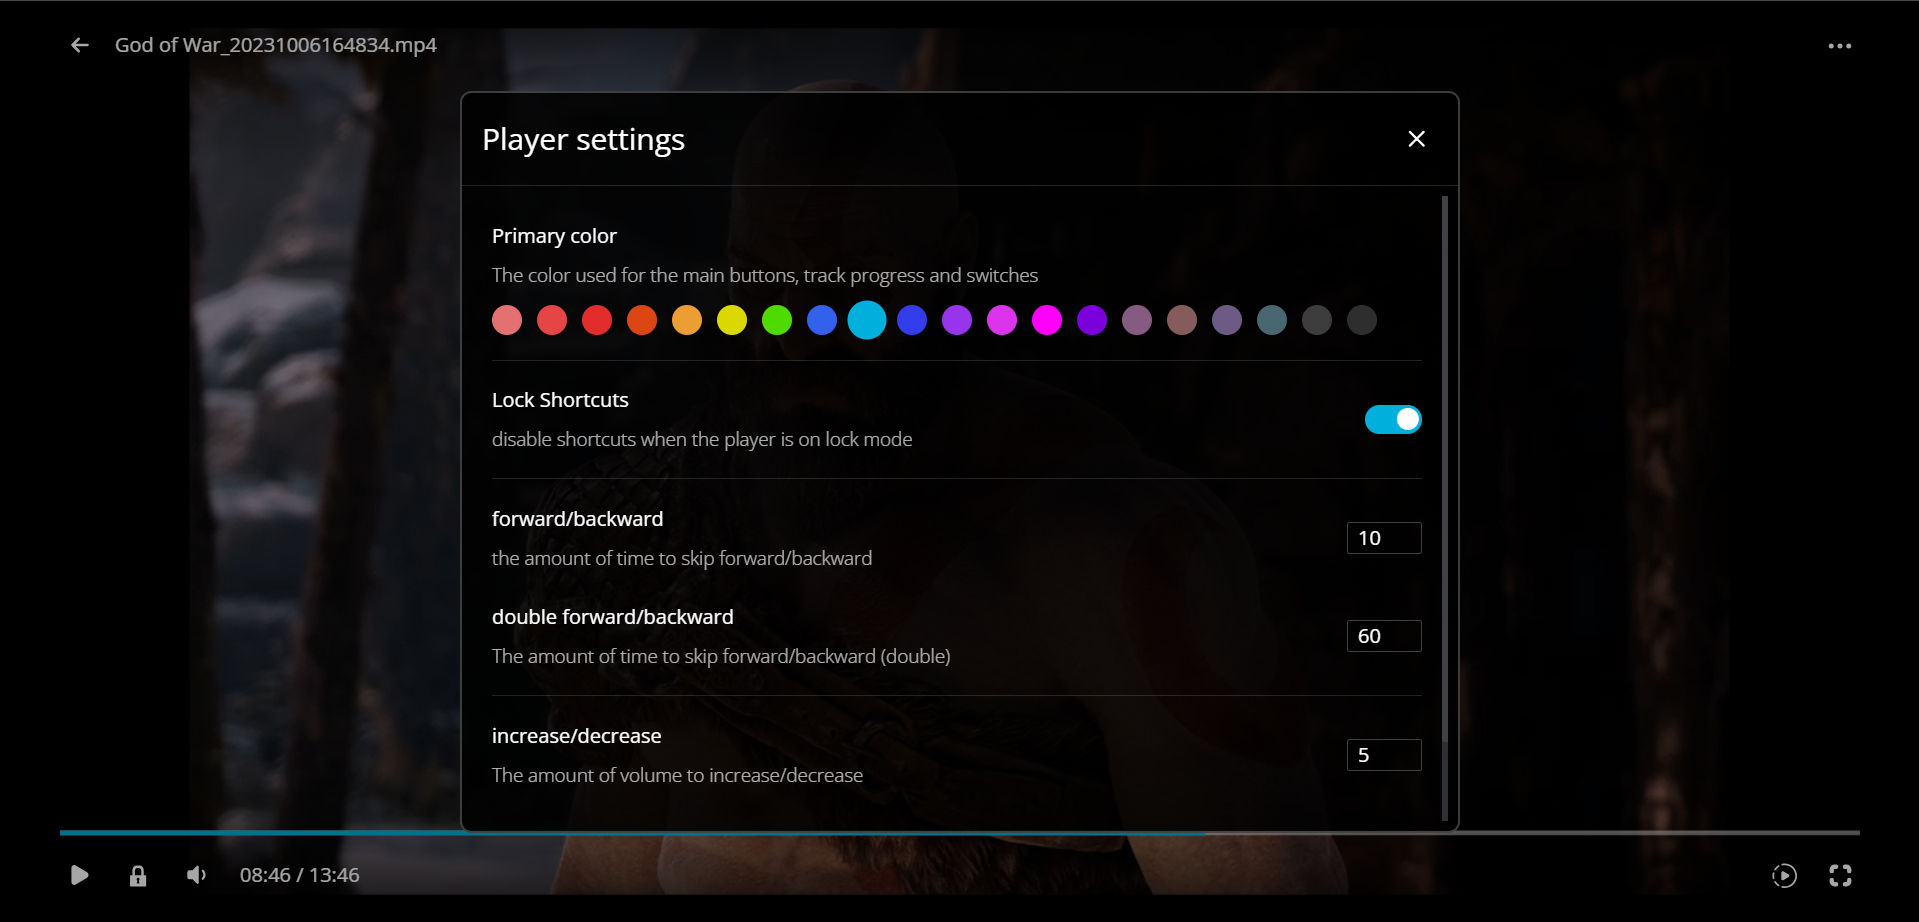 God of War_20231006164834.mp4
Player settings
Primary color
The color used for the main buttons, track progress and switches
Lock Shortcuts
disable shortcuts when the player is on lock mode
forward/backward
10
the amount of time to skip forward/backward
double forward/backward
60
The amount of time to skip forward/backward (double)
increase/decrease
5
The amount of volume to increase/decrease
08:46 / 13:46